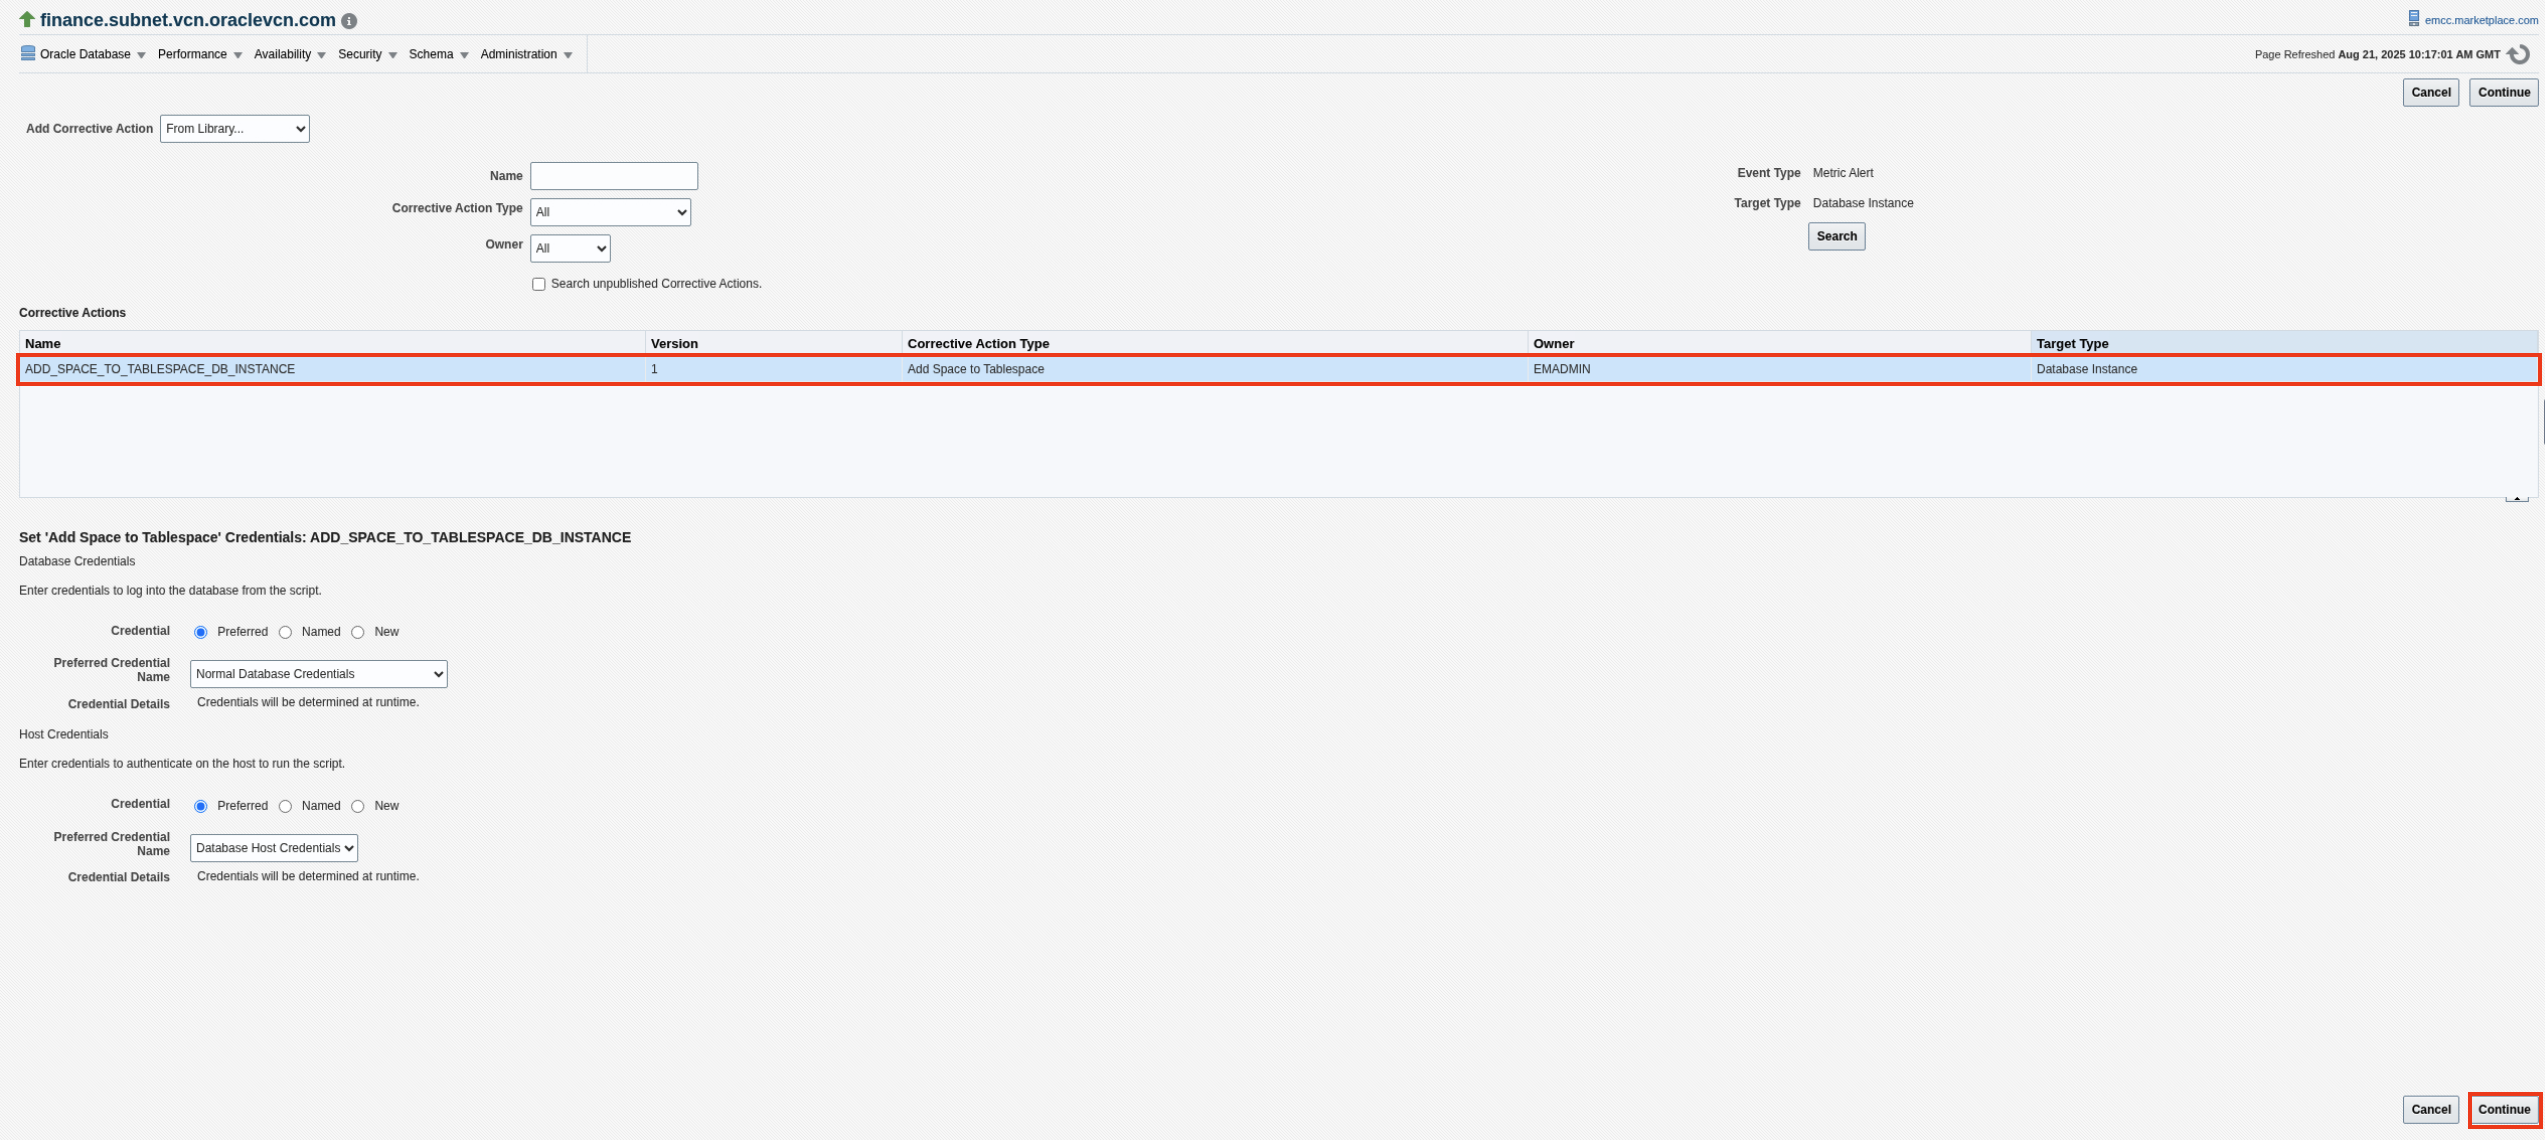 finance.subnet.vcn.oraclevcn.com
emcc.marketplace.com
Oracle Database Performance Availability Security Schema Administration
Page Refreshed Aug 21, 2025 10:17:01 AM GMT
Cancel Continue
Add Corrective Action From Library...
Name
Event Type Metric Alert
Corrective Action Type All
Target Type Database Instance
Search
Owner All
Search unpublished Corrective Actions.
Corrective Actions
Name Version Corrective Action Type Owner Target Type
ADD_SPACE_TO_TABLESPACE_DB_INSTANCE 1 Add Space to Tablespace EMADMIN Database Instance
Set 'Add Space to Tablespace' Credentials: ADD_SPACE_TO_TABLESPACE_DB_INSTANCE
Database Credentials
Enter credentials to log into the database from the script.
Credential Preferred Named New
Preferred Credential
Name
Normal Database Credentials
Credential Details Credentials will be determined at runtime.
Host Credentials
Enter credentials to authenticate on the host to run the script.
Credential Preferred Named New
Preferred Credential
Name
Database Host Credentials
Credential Details Credentials will be determined at runtime.
Cancel Continue